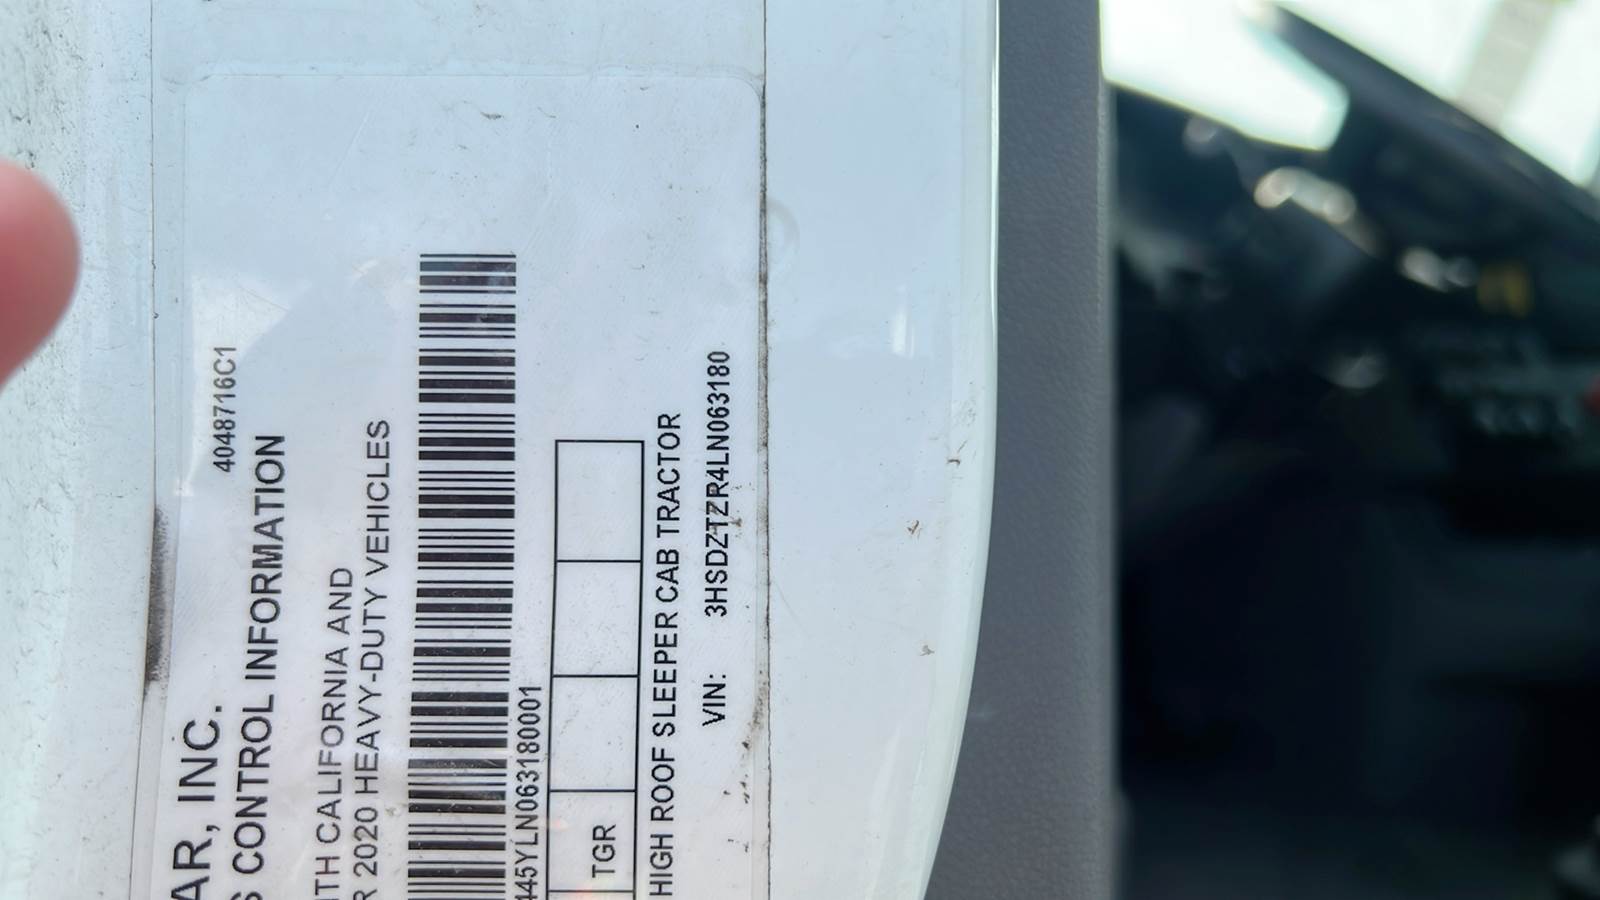 4048716C1
AR, INC.
S CONTROL INFORMATION
ITH CALIFORNIA AND
R 2020 HEAVY-DUTY VEHICLES
445YLN063180001
TGR
HIGH ROOF SLEEPER CAB TRACTOR
VIN: 3HSDZTZR4LN063180